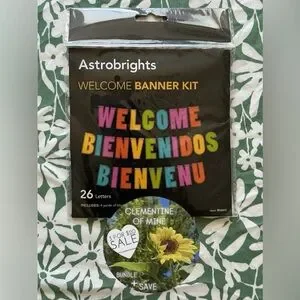 Astrobrights
WELCOME BANNER KIT
WELCOME
BIENVENIDOS
BIENVENU
26 Letters
CLEMENTINE
OF MINE
SALE
BUNDLE
+ SAVE